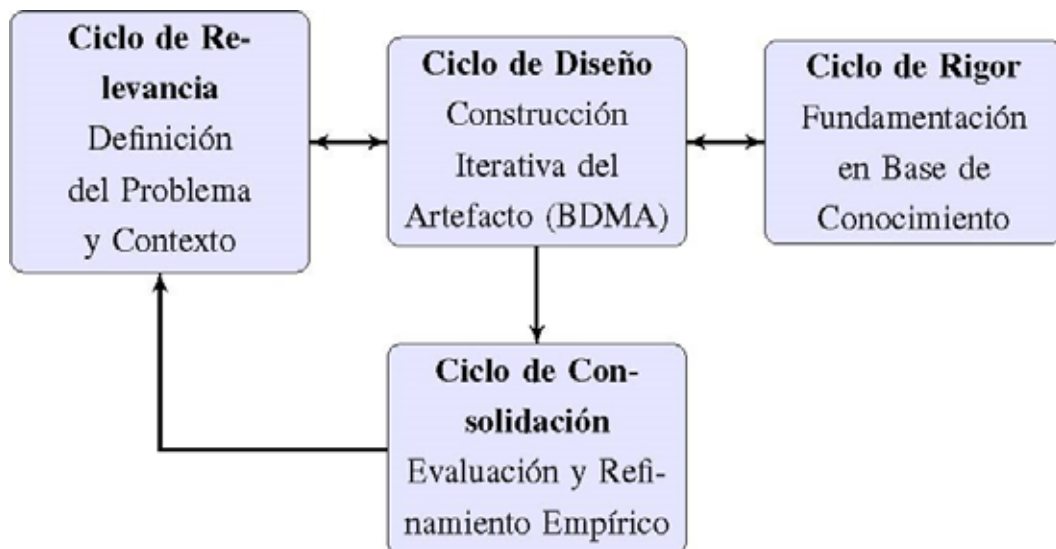 Ciclo de Re-
levancia
Definición
del Problema
y Contexto
Ciclo de Diseño
Construcción
Iterativa del
Artefacto (BDMA)
Ciclo de Rigor
Fundamentación
en Base de
Conocimiento
Ciclo de Con-
solidación
Evaluación y Refi-
namiento Empírico